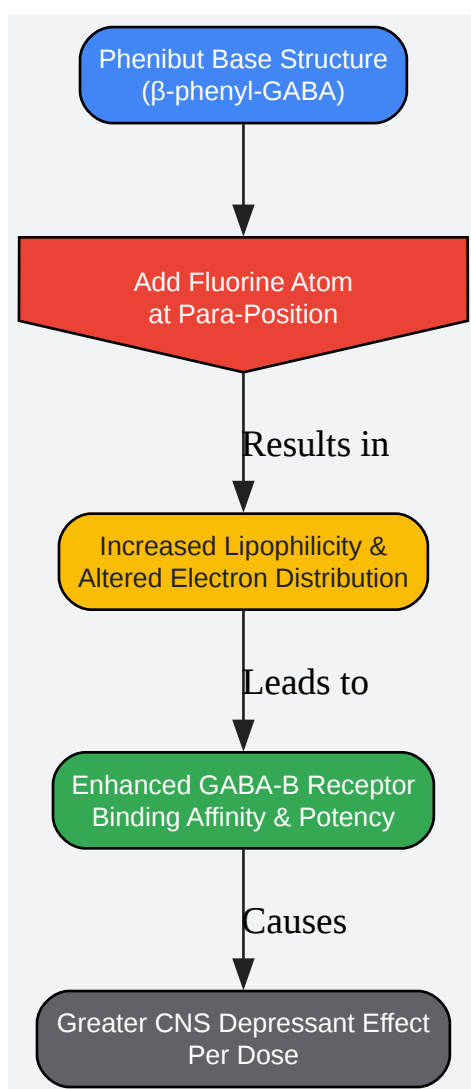 Phenibut Base Structure
(β-phenyl-GABA)
Add Fluorine Atom
at Para-Position
Results in
Increased Lipophilicity &
Altered Electron Distribution
Leads to
Enhanced GABA-B Receptor
Binding Affinity & Potency
Causes
Greater CNS Depressant Effect
Per Dose